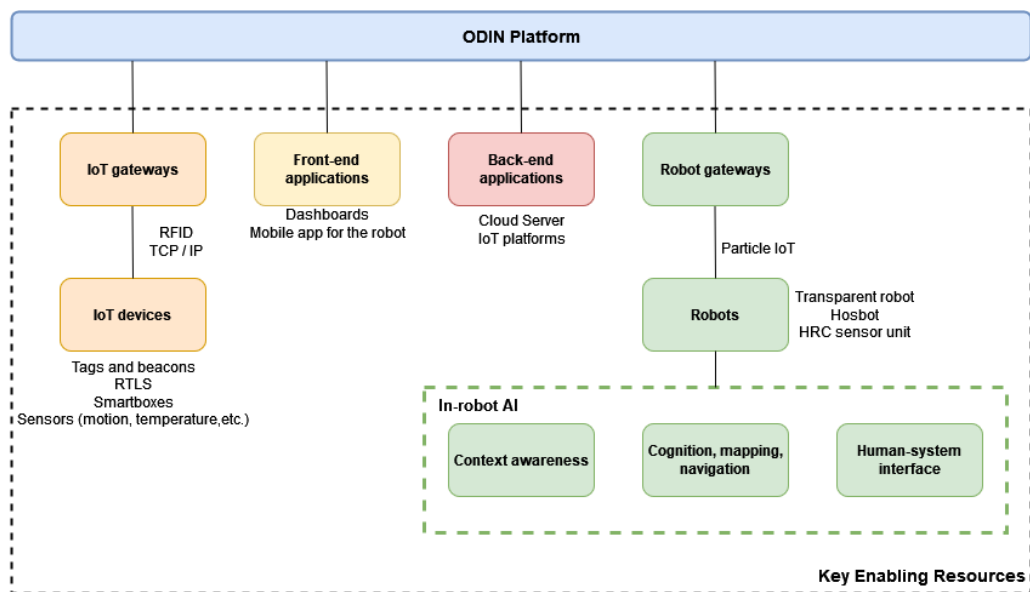 ODIN Platform
IoT gateways
Front-end
applications
Back-end
applications
Robot gateways
RFID
TCP / IP
Dashboards
Mobile app for the robot
Cloud Server
IoT platforms
Particle IoT
IoT devices
Robots
Transparent robot
Hosbot
HRC sensor unit
Tags and beacons
RTLS
Smartboxes
Sensors (motion, temperature,etc.)
In-robot AI
Context awareness
Cognition, mapping,
navigation
Human-system
interface
Key Enabling Resources